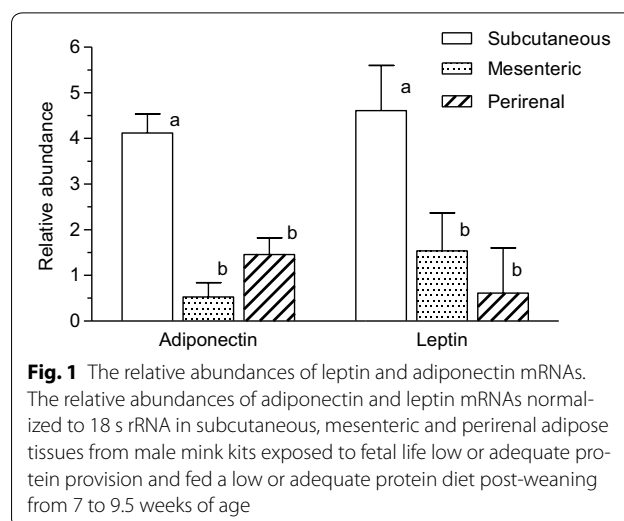 6
5
4
3
2
1
0
Relative abundance
Subcutaneous
Mesenteric
Perirenal
a
b
b
a
b
b
Adiponectin
Leptin
Fig. 1 The relative abundances of leptin and adiponectin mRNAs.
The relative abundances of adiponectin and leptin mRNAs normal-
ized to 18 s rRNA in subcutaneous, mesenteric and perirenal adipose
tissues from male mink kits exposed to fetal life low or adequate pro-
tein provision and fed a low or adequate protein diet post-weaning
from 7 to 9.5 weeks of age